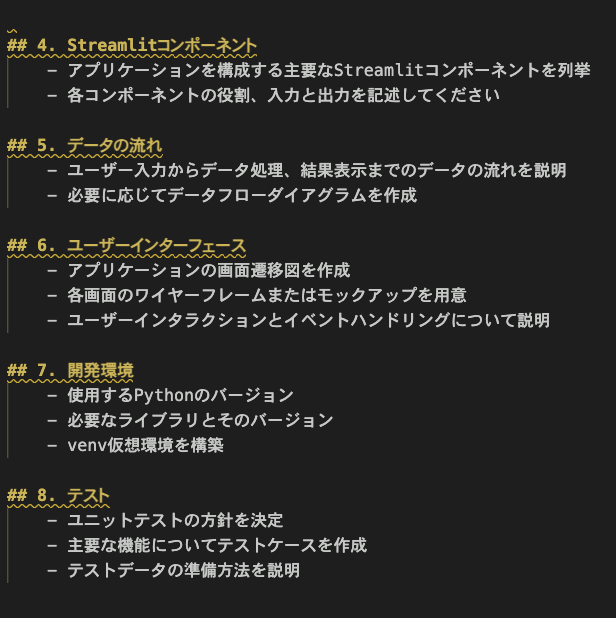 ## 4. Streamlitコンポーネント
- アプリケーションを構成する主要なStreamlitコンポーネントを列挙
- 各コンポーネントの役割、入力と出力を記述してください
## 5. データの流れ
- ユーザー入力からデータ処理、結果表示までのデータの流れを説明
- 必要に応じてデータフローダイアグラムを作成
## 6. ユーザーインターフェース
- アプリケーションの画面遷移図を作成
- 各画面のワイヤーフレームまたはモックアップを用意
- ユーザーインタラクションとイベントハンドリングについて説明
## 7. 開発環境
- 使用するPythonのバージョン
- 必要なライブラリとそのバージョン
- venv仮想環境を構築
## 8. テスト
- ユニットテストの方針を決定
- 主要な機能についてテストケースを作成
- テストデータの準備方法を説明